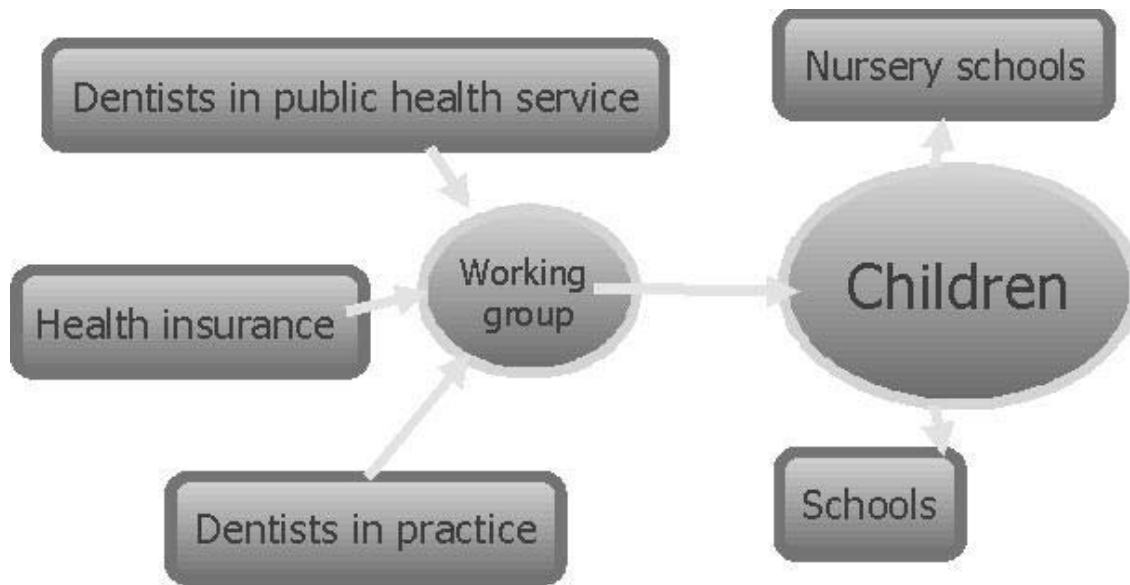 Dentists in public health service
Nursery schools
Health insurance
Working
group
Children
Dentists in practice
Schools